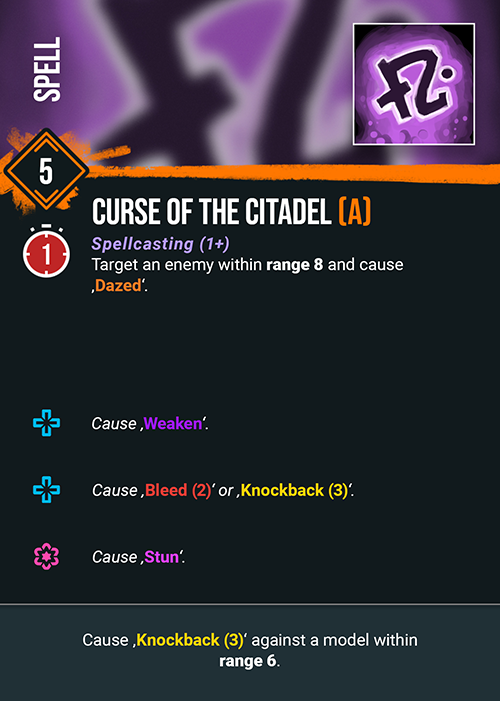 SPELL
5
CURSE OF THE CITADEL (A)
1
Spellcasting (1+)
Target an enemy within range 8 and cause
‚Dazed‘.
Cause ‚Weaken‘.
Cause ‚Bleed (2)‘ or ‚Knockback (3)‘.
Cause ‚Stun‘.
Cause ‚Knockback (3)‘ against a model within
range 6.